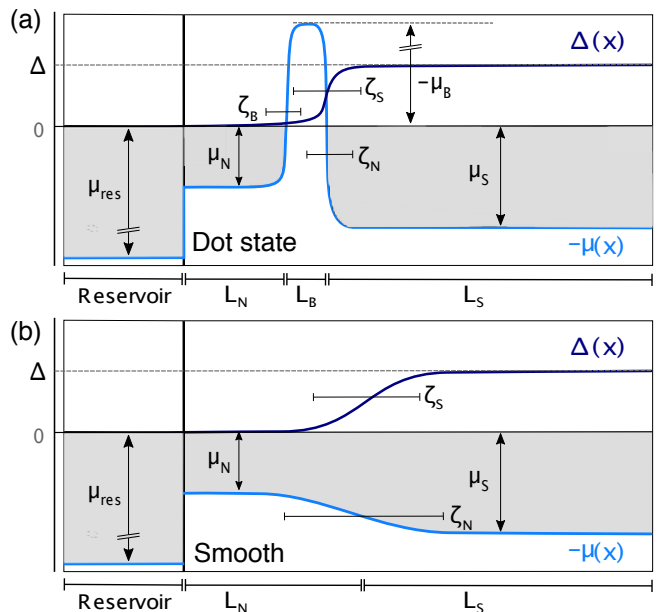 (a)
Δ(x)
Δ
ζ_S
-μ_B
ζ_B
0
μ_N
ζ_N
μ_S
μ_res
Dot state
-μ(x)
Reservoir L_N L_B L_S
(b)
Δ(x)
Δ
ζ_S
0
μ_N
μ_S
μ_res
ζ_N
Smooth
-μ(x)
Reservoir L_N L_S